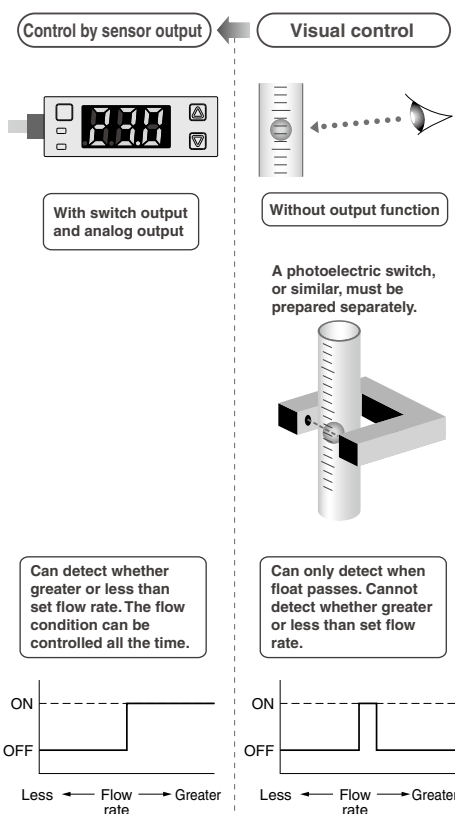 Control by sensor output
Visual control
23.0
With switch output
and analog output
Without output function
A photoelectric switch,
or similar, must be
prepared separately.
Can detect whether
greater or less than
set flow rate. The flow
condition can be
controlled all the time.
Can only detect when
float passes. Cannot
detect whether greater
or less than set flow
rate.
ON
OFF
Less
Flow
rate
Greater
ON
OFF
Less
Flow
rate
Greater